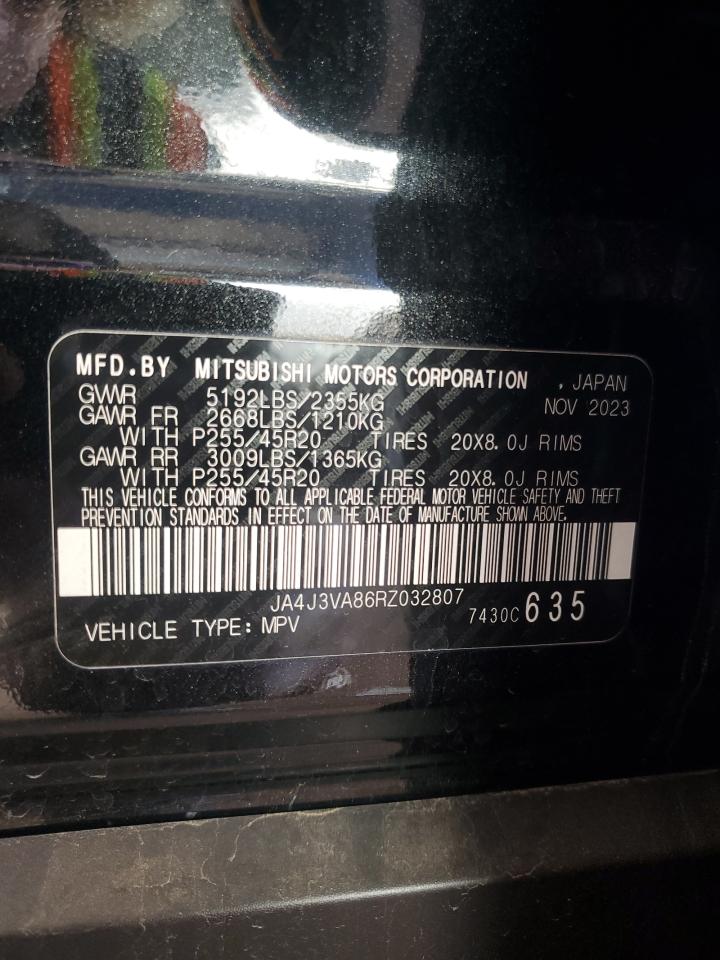 MFD.BY MITSUBISHI MOTORS CORPORATION , JAPAN
GVWR 5192LBS/2355KG NOV 2023
GAWR FR 2668LBS/1210KG
WITH P255/45R20 TIRES 20X8.0J RIMS
GAWR RR 3009LBS/1365KG
WITH P255/45R20 TIRES 20X8.0J RIMS
THIS VEHICLE CONFORMS TO ALL APPLICABLE FEDERAL MOTOR VEHICLE SAFETY AND THEFT
PREVENTION STANDARDS IN EFFECT ON THE DATE OF MANUFACTURE SHOWN ABOVE.
JA4J3VA86RZ032807
VEHICLE TYPE: MPV 7430C 635